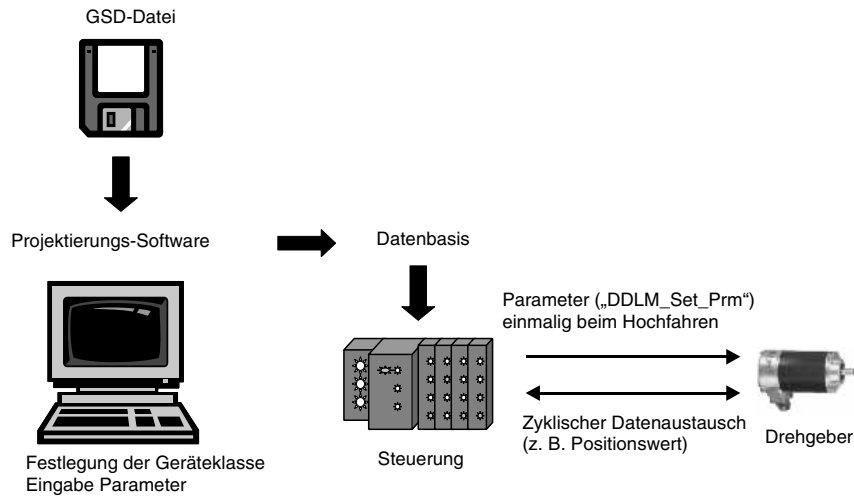 GSD-Datei
Projektierungs-Software
Datenbasis
Parameter („DDLM_Set_Prm“)
einmalig beim Hochfahren
Zyklischer Datenaustausch
(z. B. Positionswert)
Drehgeber
Steuerung
Festlegung der Geräteklasse
Eingabe Parameter